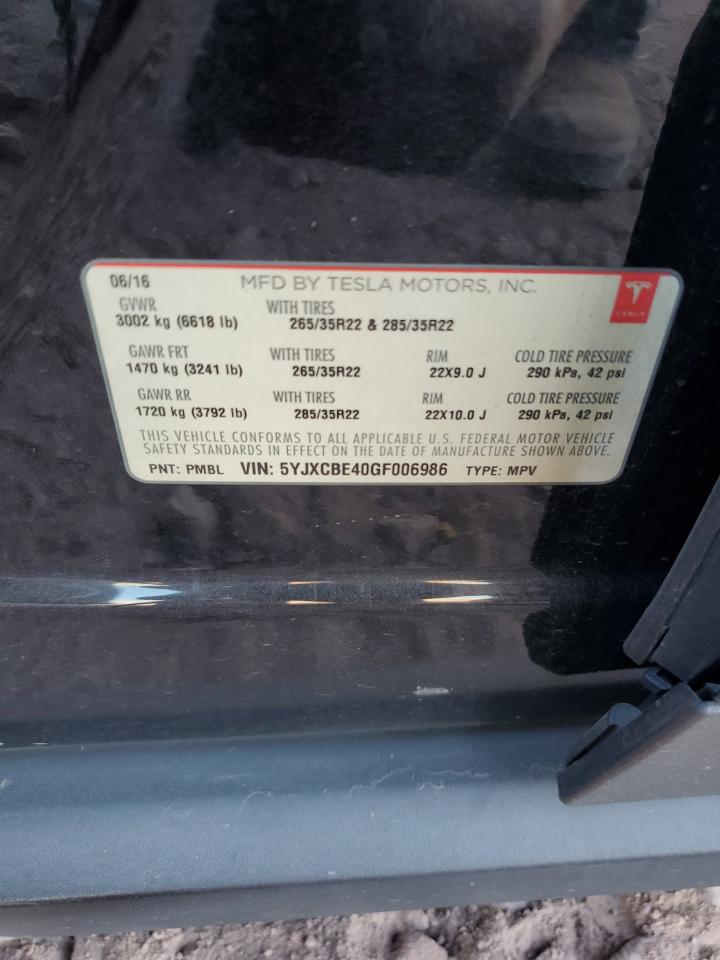 06/16 MFD BY TESLA MOTORS, INC.
GVWR WITH TIRES
3002 kg (6618 lb) 265/35R22 & 285/35R22
GAWR FRT WITH TIRES RIM COLD TIRE PRESSURE
1470 kg (3241 lb) 265/35R22 22X9.0 J 290 kPa, 42 psi
GAWR RR WITH TIRES RIM COLD TIRE PRESSURE
1720 kg (3792 lb) 285/35R22 22X10.0 J 290 kPa, 42 psi
THIS VEHICLE CONFORMS TO ALL APPLICABLE U.S. FEDERAL MOTOR VEHICLE
SAFETY STANDARDS IN EFFECT ON THE DATE OF MANUFACTURE SHOWN ABOVE.
PNT: PMBL VIN: 5YJXCBE40GF006986 TYPE: MPV
TESLA